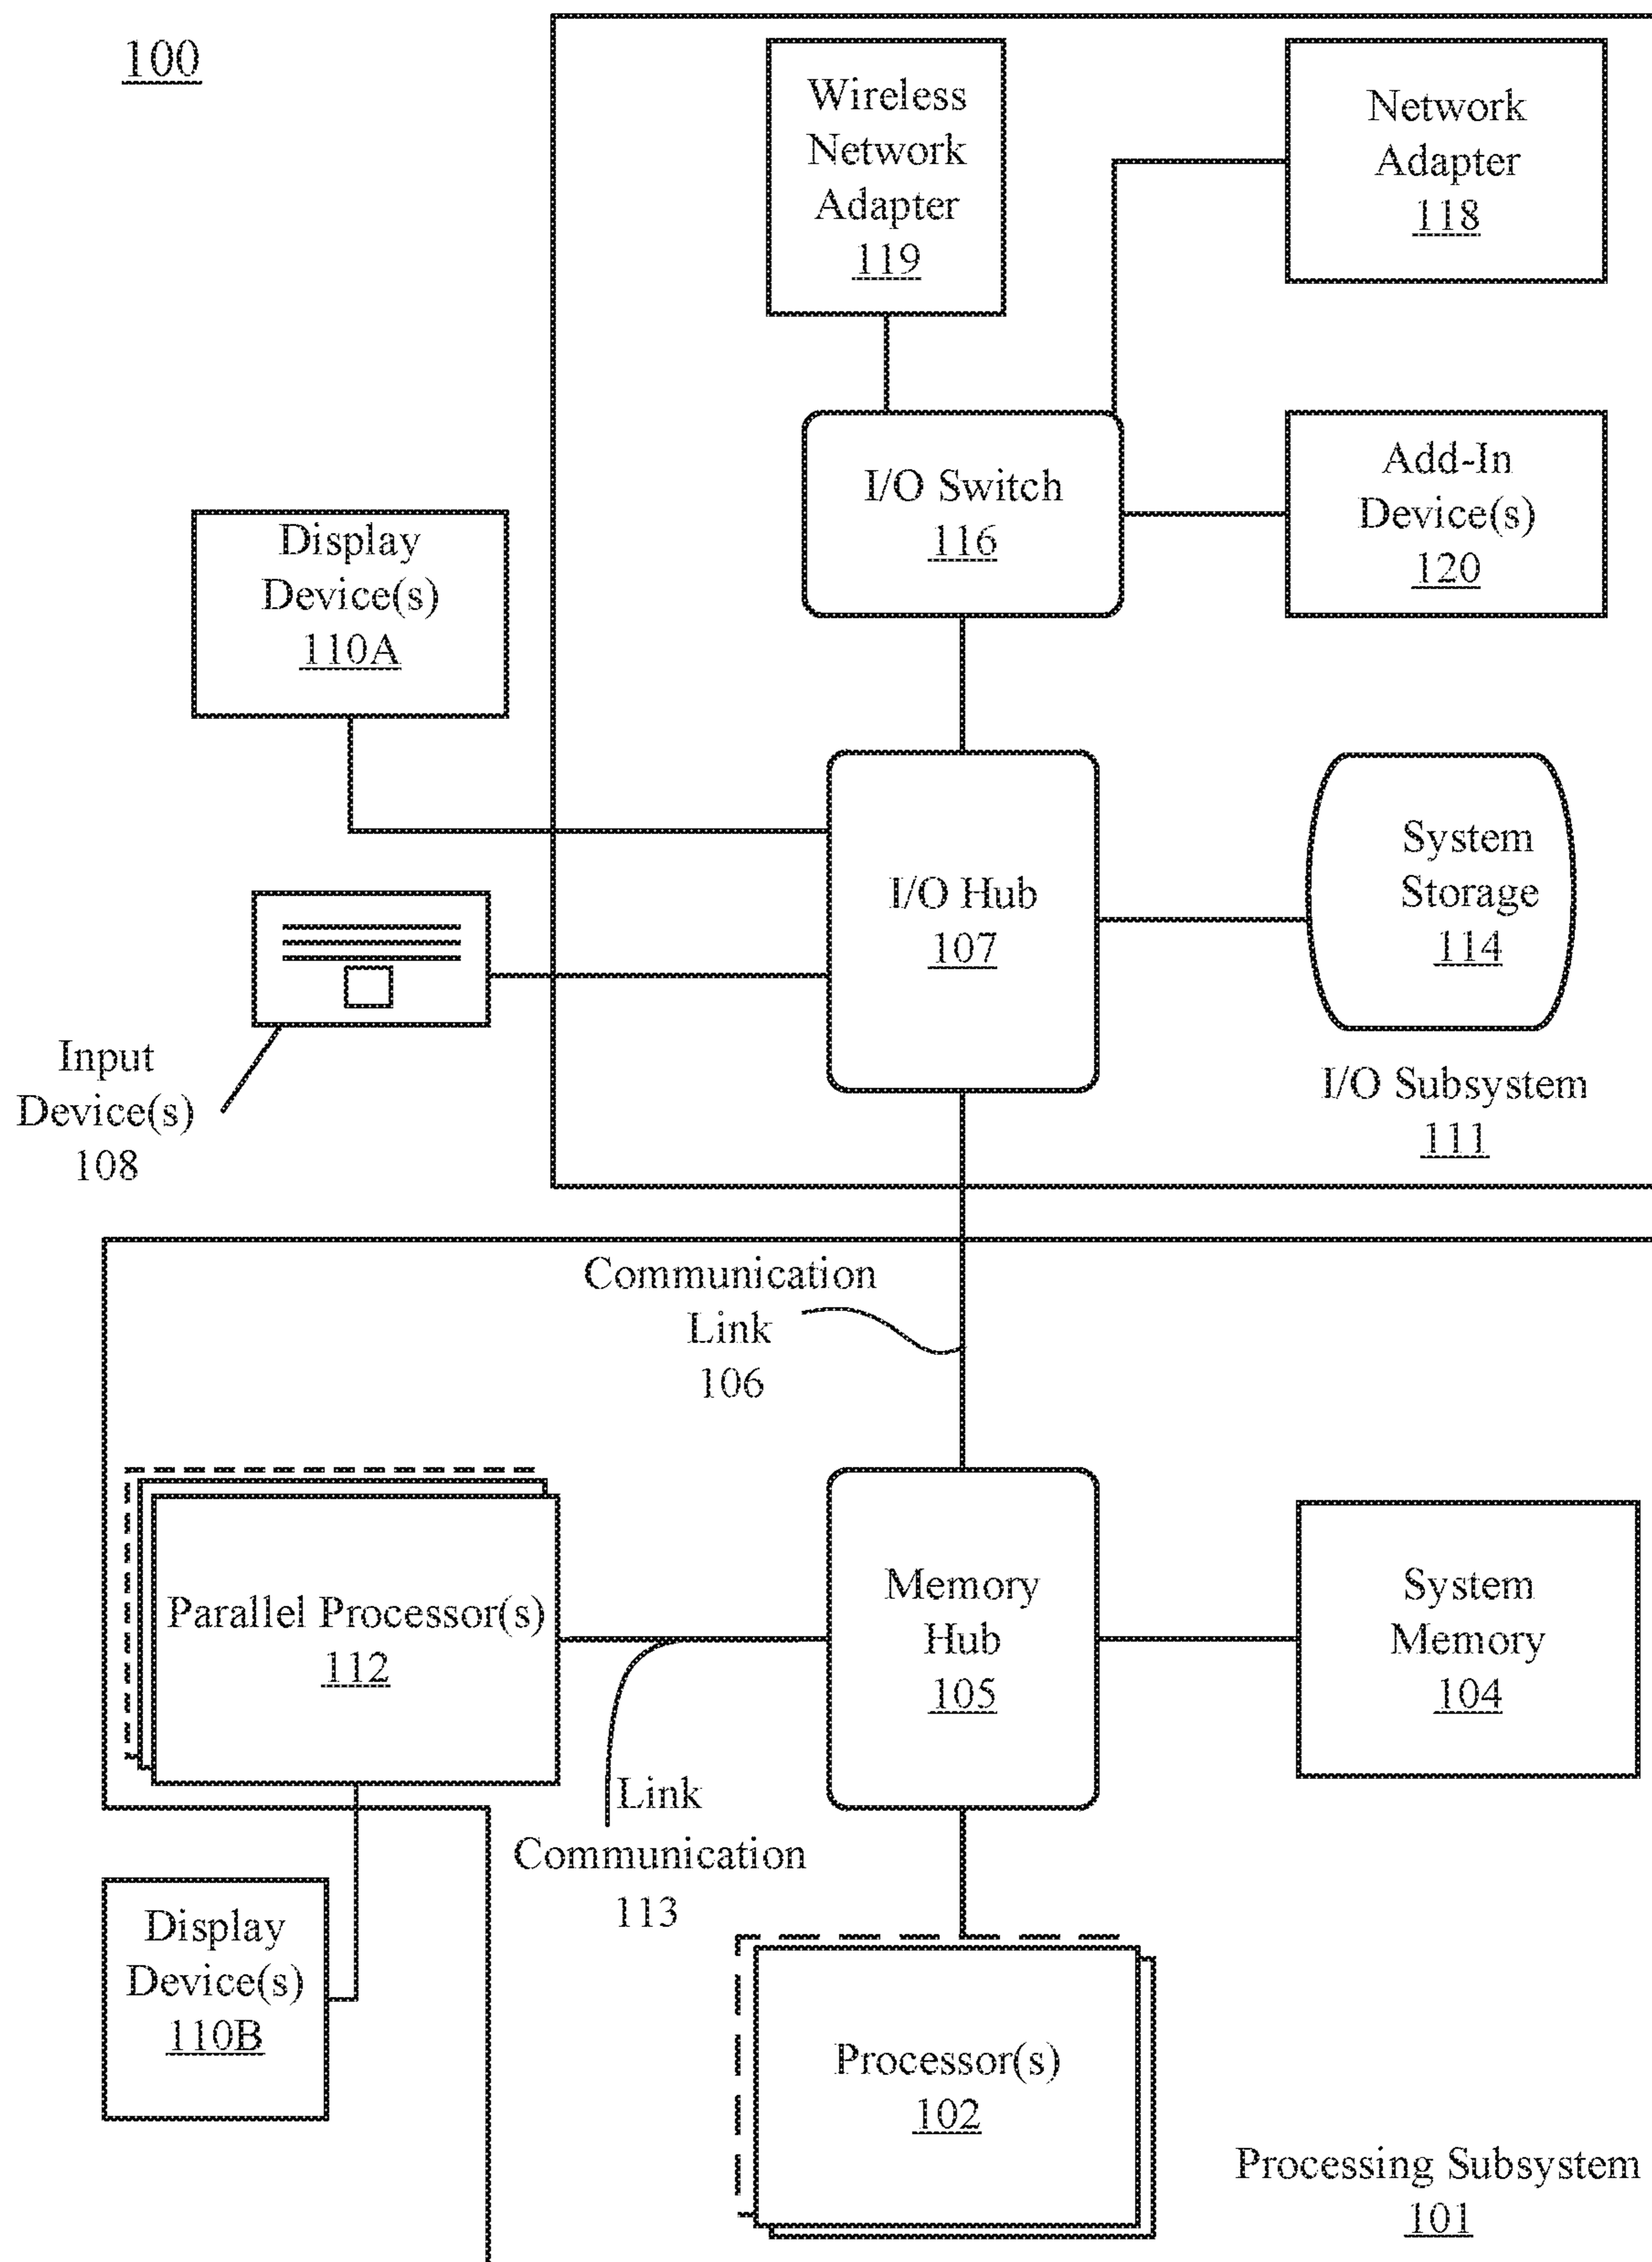 100
Wireless
Network
Adapter
119
Network
Adapter
118
I/O Switch
116
Add-In
Device(s)
120
Display
Device(s)
110A
I/O Hub
107
System
Storage
114
Input
Device(s)
108
I/O Subsystem
111
Communication
Link
106
Parallel Processor(s)
112
Memory
Hub
105
System
Memory
104
Link
Communication
113
Display
Device(s)
110B
Processor(s)
102
Processing Subsystem
101